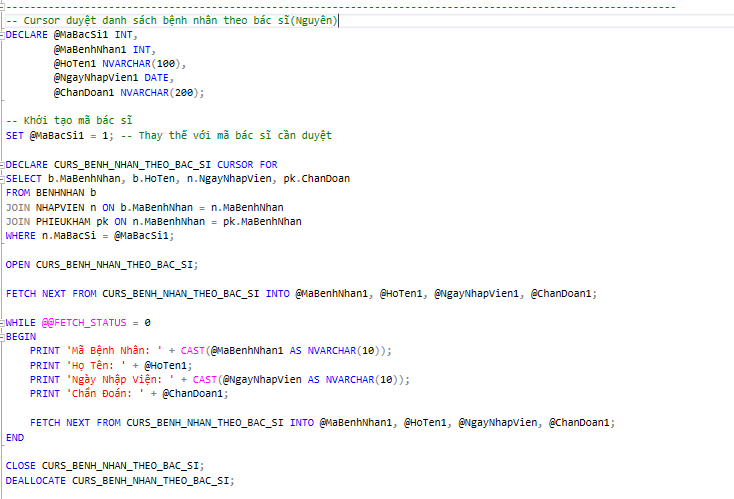 -- Cursor duyệt danh sách bệnh nhân theo bác sĩ(Nguyên)
DECLARE @MaBacSi1 INT,
@MaBenhNhan1 INT,
@HoTen1 NVARCHAR(100),
@NgayNhapVien1 DATE,
@ChanDoan1 NVARCHAR(200);
-- Khởi tạo mã bác sĩ
SET @MaBacSi1 = 1; -- Thay thế với mã bác sĩ cần duyệt
DECLARE CURS_BENH_NHAN_THEO_BAC_SI CURSOR FOR
SELECT b.MaBenhNhan, b.HoTen, n.NgayNhapVien, pk.ChanDoan
FROM BENHNHAN b
JOIN NHAPVIEN n ON b.MaBenhNhan = n.MaBenhNhan
JOIN PHIEUKHAM pk ON n.MaBenhNhan = pk.MaBenhNhan
WHERE n.MaBacSi = @MaBacSi1;
OPEN CURS_BENH_NHAN_THEO_BAC_SI;
FETCH NEXT FROM CURS_BENH_NHAN_THEO_BAC_SI INTO @MaBenhNhan1, @HoTen1, @NgayNhapVien1, @ChanDoan1;
WHILE @@FETCH_STATUS = 0
BEGIN
PRINT 'Mã Bệnh Nhân: ' + CAST(@MaBenhNhan1 AS NVARCHAR(10));
PRINT 'Họ Tên: ' + @HoTen1;
PRINT 'Ngày Nhập Viện: ' + CAST(@NgayNhapVien AS NVARCHAR(10));
PRINT 'Chẩn Đoán: ' + @ChanDoan1;
FETCH NEXT FROM CURS_BENH_NHAN_THEO_BAC_SI INTO @MaBenhNhan1, @HoTen1, @NgayNhapVien1, @ChanDoan1;
END
CLOSE CURS_BENH_NHAN_THEO_BAC_SI;
DEALLOCATE CURS_BENH_NHAN_THEO_BAC_SI;